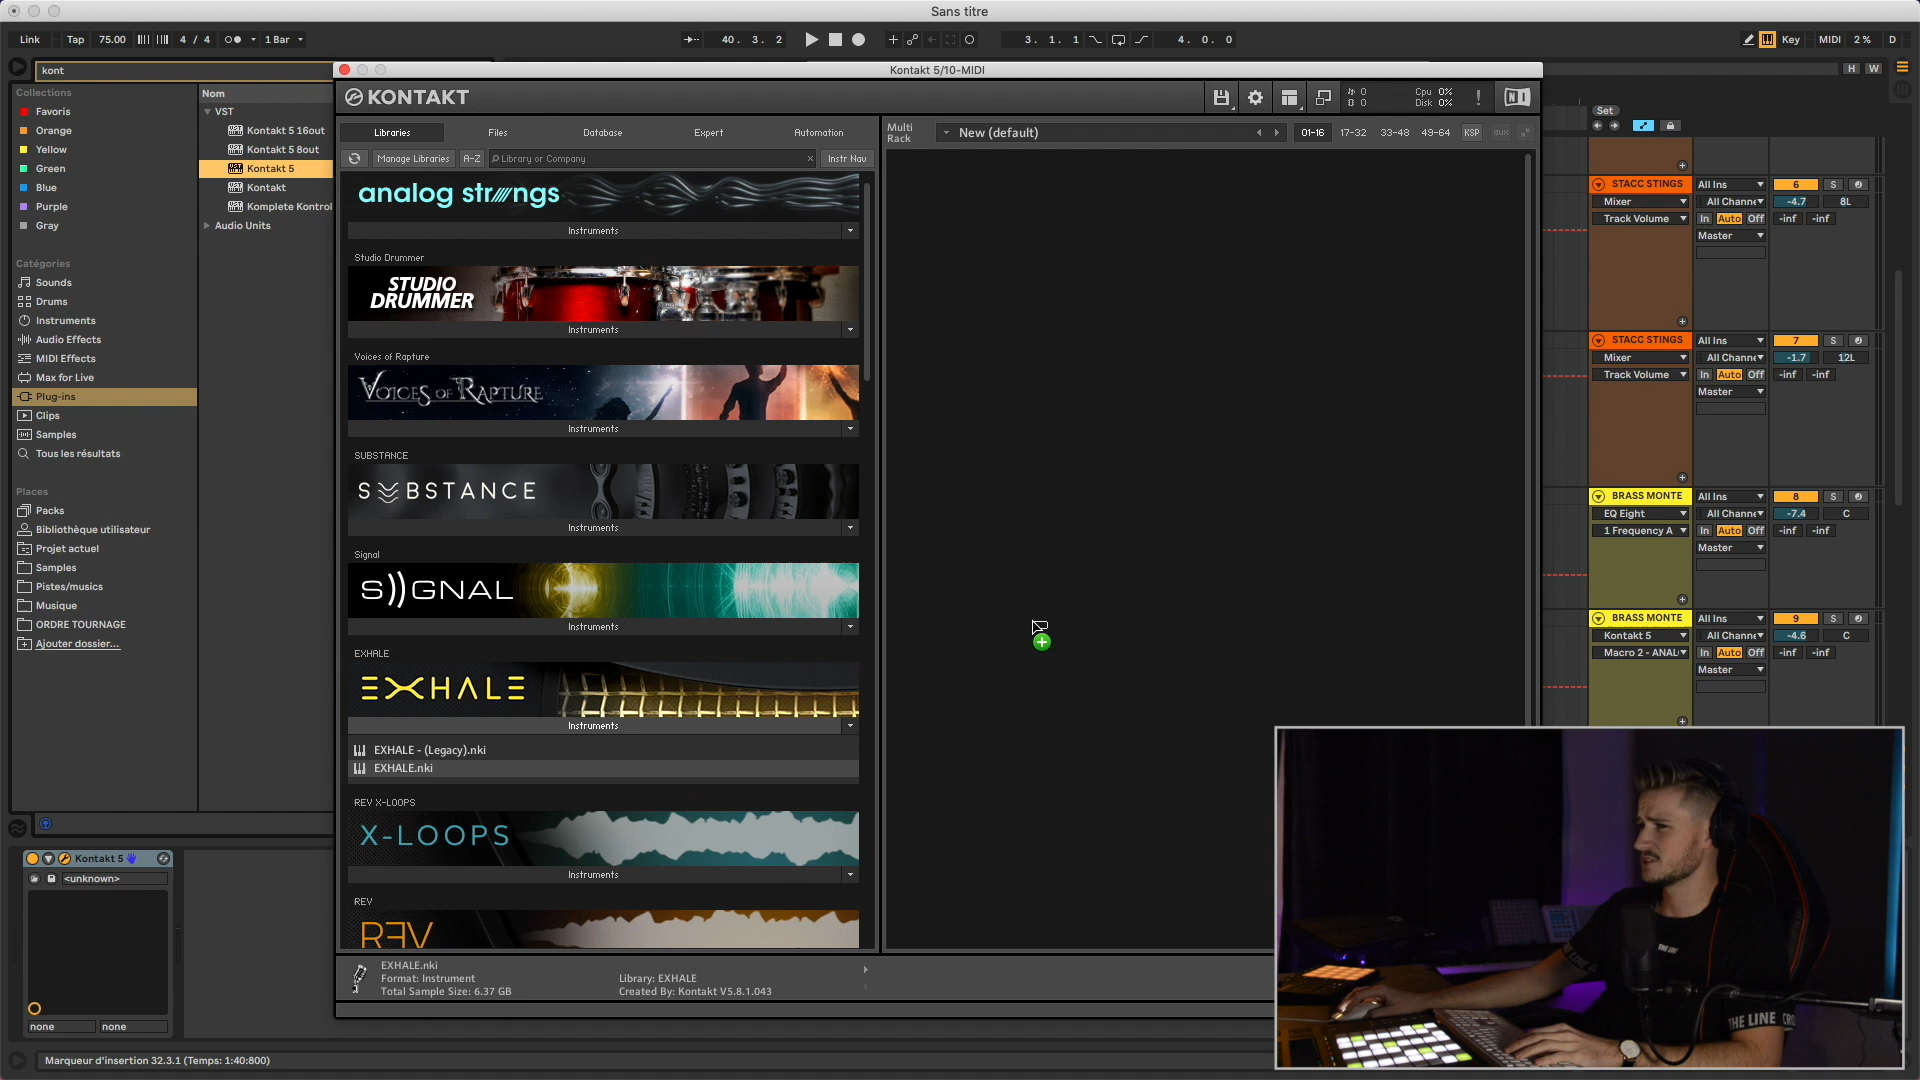 Sans titre
Link Tap 75.00 4 / 4 1 Bar 40. 3. 2 3. 1. 1 4. 0. 0 Key MIDI 2 % D
kont
Kontakt 5/10-MIDI
H W
Collections
Favoris
Orange
Yellow
Green
Blue
Purple
Gray
Catégories
Sounds
Drums
Instruments
Audio Effects
MIDI Effects
Max for Live
Plug-ins
Clips
Samples
Tous les résultats
Places
Packs
Bibliothèque utilisateur
Projet actuel
Samples
Pistes/musics
Musique
ORDRE TOURNAGE
Ajouter dossier...
Nom
VST
Kontakt 5 16out
Kontakt 5 8out
Kontakt 5
Kontakt
Komplete Kontrol
Audio Units
KONTAKT
0
0
Cpu 0%
Disk 0%
!
NI
Libraries Files Database Expert Automation
Manage Libraries A-Z Library or Company × Instr Nav
Multi
Rack
New (default)
01-16 17-32 33-48 49-64 KSP aux
analog strings
Instruments
Studio Drummer
STUDIO
DRUMMER
Instruments
Voices of Rapture
VOICES OF RAPTURE
Instruments
SUBSTANCE
SUBSTANCE
Instruments
Signal
SIGNAL
Instruments
EXHALE
EXHALE
Instruments
EXHALE - (Legacy).nki
EXHALE.nki
REV X-LOOPS
X-LOOPS
Instruments
REV
REV
EXHALE.nki
Format: Instrument
Total Sample Size: 6.37 GB
Library: EXHALE
Created By: Kontakt V5.8.1.043
Set
STACC STINGS All Ins 6 S
Mixer All Channe -4.7 8L
Track Volume In Auto Off -inf -inf
Master
STACC STINGS All Ins 7 S
Mixer All Channe -1.7 12L
Track Volume In Auto Off -inf -inf
Master
BRASS MONTE All Ins 8 S
EQ Eight All Channe -7.4 C
1 Frequency A In Auto Off -inf -inf
Master
BRASS MONTE All Ins 9 S
Kontakt 5 All Channe -4.6 C
Macro 2 - ANAL In Auto Off -inf -inf
Master
Kontakt 5
<unknown>
none none
Marqueur d'insertion 32.3.1 (Temps: 1:40:800)
THE LINE
THE LINE CRO